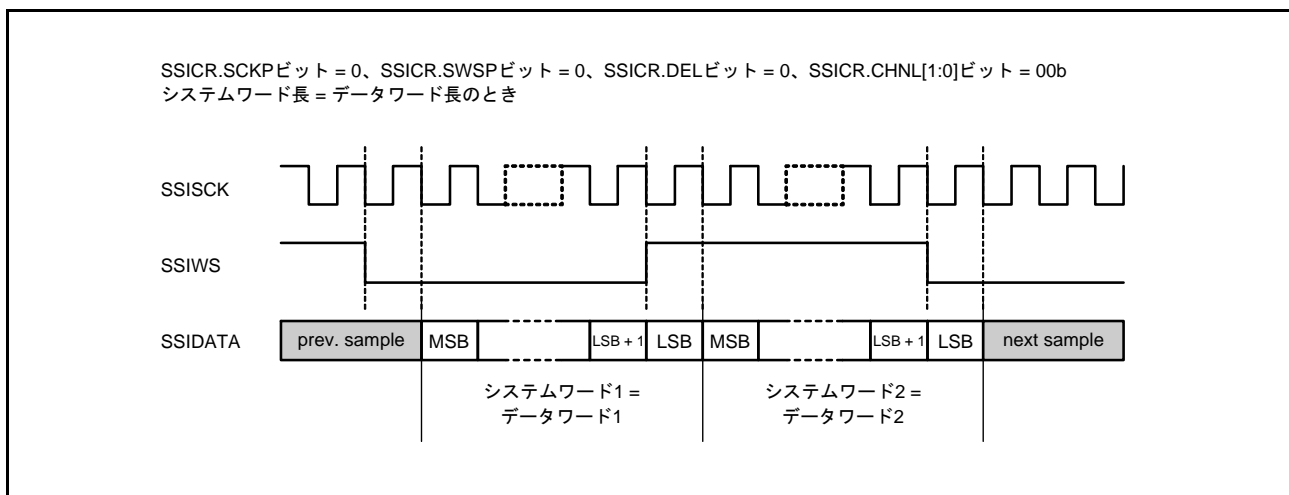 SSICR.SCKPビット = 0、SSICR.SWSPビット = 0、SSICR.DELビット = 0、SSICR.CHNL[1:0]ビット = 00b
システムワード長 = データワード長のとき
SSISCK
SSIWS
SSIDATA
prev. sample
MSB
LSB + 1
LSB
MSB
LSB + 1
LSB
next sample
システムワード1 =
データワード1
システムワード2 =
データワード2